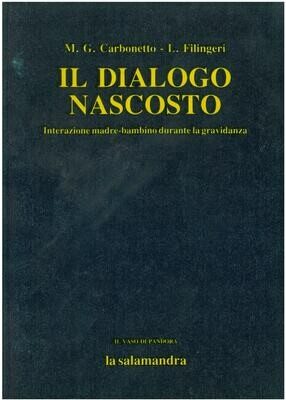 M. G. Carbonetto - L. Filingeri
IL DIALOGO
NASCOSTO
Interazione madre-bambino durante la gravidanza
IL VASO DI PANDORA
la salamandra